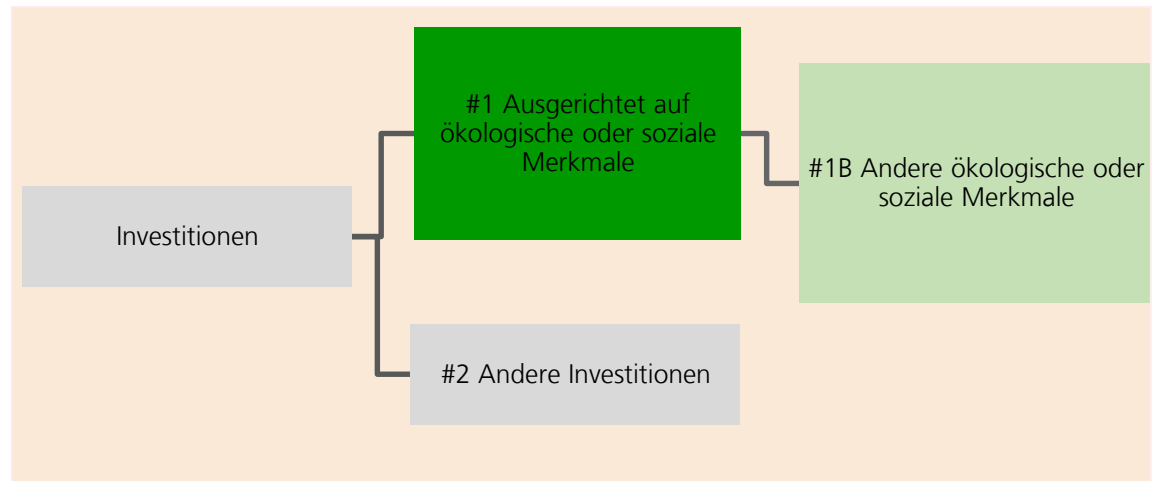 #1 Ausgerichtet auf
ökologische oder soziale
Merkmale
#1B Andere ökologische oder
soziale Merkmale
Investitionen
#2 Andere Investitionen